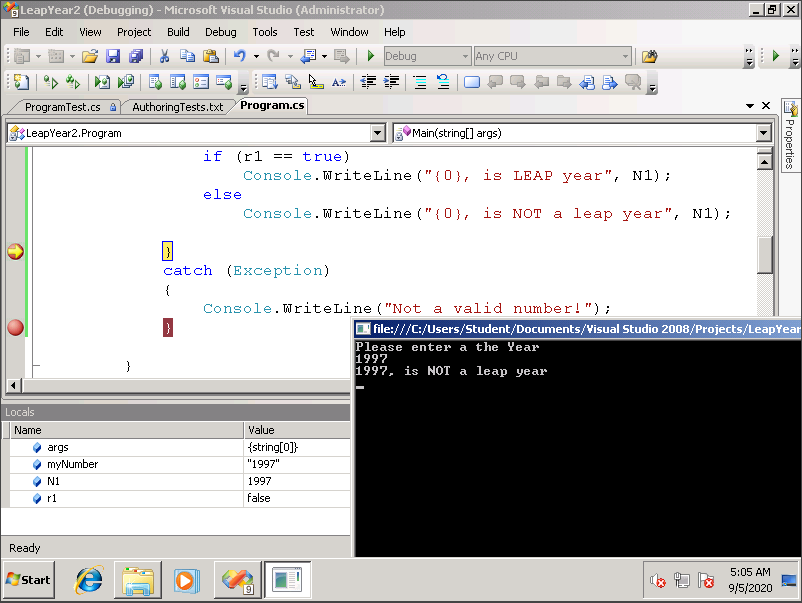 LeapYear2 (Debugging) - Microsoft Visual Studio (Administrator)
File Edit View Project Build Debug Tools Test Window Help
Debug Any CPU
ProgramTest.cs AuthoringTests.txt Program.cs
LeapYear2.Program Main(string[] args)
Properties
if (r1 == true)
Console.WriteLine("{0}, is LEAP year", N1);
else
Console.WriteLine("{0}, is NOT a leap year", N1);
}
catch (Exception)
{
Console.WriteLine("Not a valid number!");
}
}
file:///C:/Users/Student/Documents/Visual Studio 2008/Projects/LeapYear
Please enter a the Year
1997
1997, is NOT a leap year
Locals
Name Value
args {string[0]}
myNumber "1997"
N1 1997
r1 false
Ready
Start
9
5:05 AM
9/5/2020